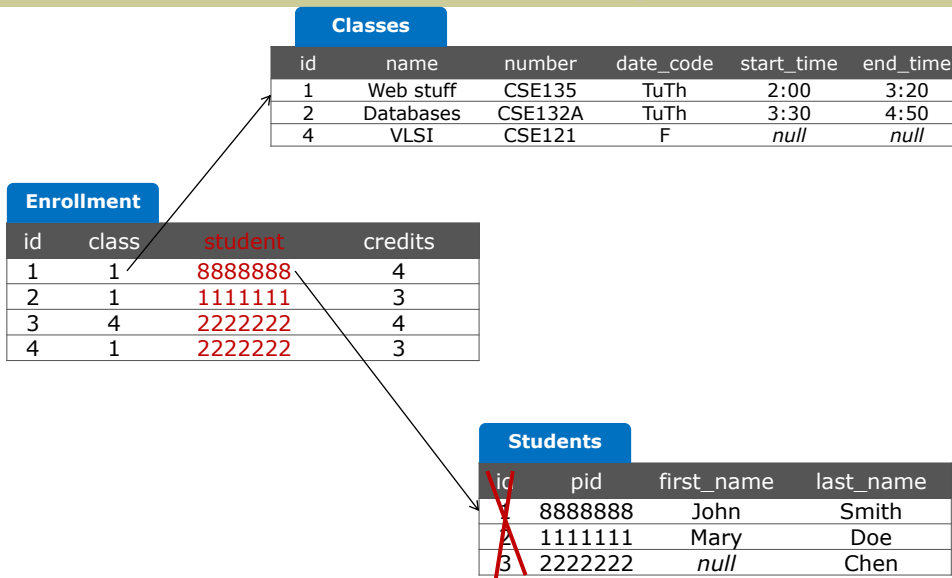 Classes
id name number date_code start_time end_time
1 Web stuff CSE135 TuTh 2:00 3:20
2 Databases CSE132A TuTh 3:30 4:50
4 VLSI CSE121 F null null
Enrollment
id class student credits
1 1 8888888 4
2 1 1111111 3
3 4 2222222 4
4 1 2222222 3
Students
id pid first_name last_name
1 8888888 John Smith
2 1111111 Mary Doe
3 2222222 null Chen